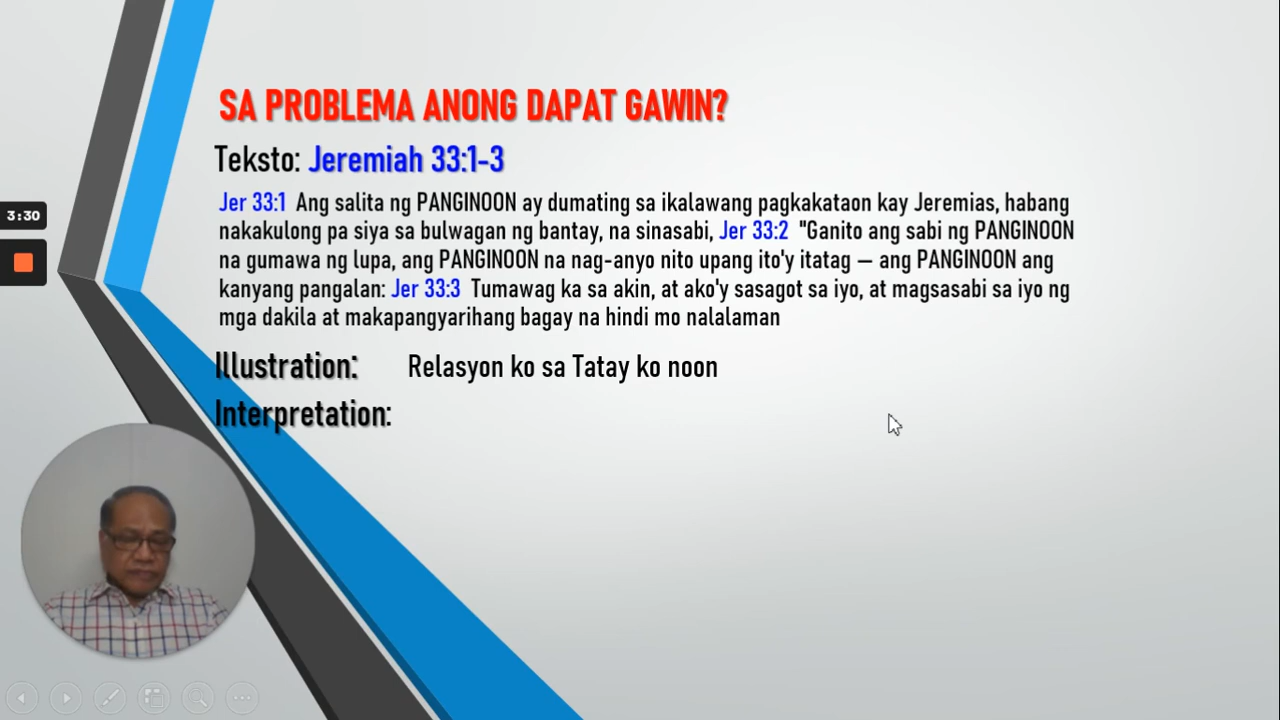 SA PROBLEMA ANONG DAPAT GAWIN?
Teksto: Jeremiah 33:1-3
Jer 33:1 Ang salita ng PANGINOON ay dumating sa ikalawang pagkakataon kay Jeremias, habang
nakakulong pa siya sa bulwagan ng bantay, na sinasabi, Jer 33:2 "Ganito ang sabi ng PANGINOON
na gumawa ng lupa, ang PANGINOON na nag-anyo nito upang ito'y itatag — ang PANGINOON ang
kanyang pangalan: Jer 33:3 Tumawag ka sa akin, at ako'y sasagot sa iyo, at magsasabi sa iyo ng
mga dakila at makapangyarihang bagay na hindi mo nalalaman
3:30
Illustration: Relasyon ko sa Tatay ko noon
Interpretation: